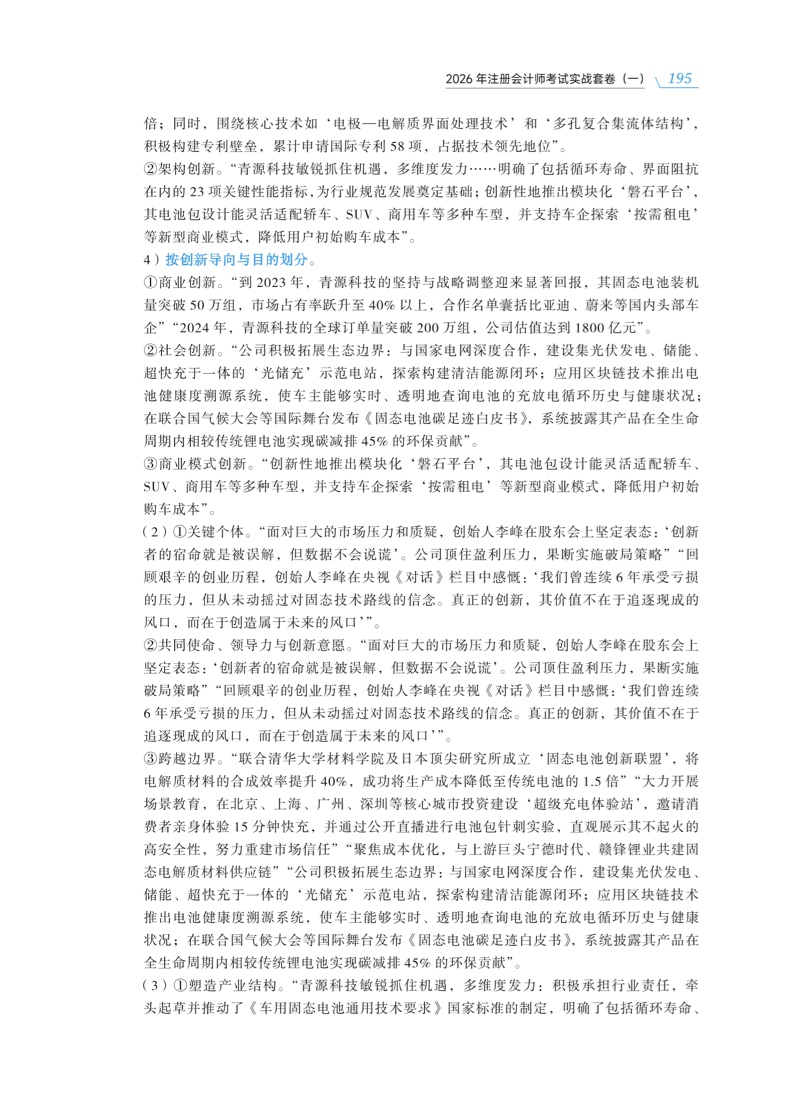 2026 年注册会计师考试实战套卷（一） 195
倍；同时，围绕核心技术如‘电极—电解质界面处理技术’和‘多孔复合集流体结构’，
积极构建专利壁垒，累计申请国际专利 58 项，占据技术领先地位”。
②架构创新。“青源科技敏锐抓住机遇，多维度发力……明确了包括循环寿命、界面阻抗
在内的 23 项关键性能指标，为行业规范发展奠定基础；创新性地推出模块化‘磐石平台’，
其电池包设计能灵活适配轿车、SUV、商用车等多种车型，并支持车企探索‘按需租电’
等新型商业模式，降低用户初始购车成本”。
4）按创新导向与目的划分。
①商业创新。“到 2023 年，青源科技的坚持与战略调整迎来显著回报，其固态电池装机
量突破 50 万组，市场占有率跃升至 40% 以上，合作名单囊括比亚迪、蔚来等国内头部车
企”“2024 年，青源科技的全球订单量突破 200 万组，公司估值达到 1800 亿元”。
②社会创新。“公司积极拓展生态边界：与国家电网深度合作，建设集光伏发电、储能、
超快充于一体的‘光储充’示范电站，探索构建清洁能源闭环；应用区块链技术推出电
池健康度溯源系统，使车主能够实时、透明地查询电池的充放电循环历史与健康状况；
在联合国气候大会等国际舞台发布《固态电池碳足迹白皮书》，系统披露其产品在全生命
周期内相较传统锂电池实现碳减排 45% 的环保贡献”。
③商业模式创新。“创新性地推出模块化‘磐石平台’，其电池包设计能灵活适配轿车、
SUV、商用车等多种车型，并支持车企探索‘按需租电’等新型商业模式，降低用户初始
购车成本”。
（2）①关键个体。“面对巨大的市场压力和质疑，创始人李峰在股东会上坚定表态：‘创新
者的宿命就是被误解，但数据不会说谎’。公司顶住盈利压力，果断实施破局策略”“回
顾艰辛的创业历程，创始人李峰在央视《对话》栏目中感慨：‘我们曾连续 6 年承受亏损
的压力，但从未动摇过对固态技术路线的信念。真正的创新，其价值不在于追逐现成的
风口，而在于创造属于未来的风口’”。
②共同使命、领导力与创新意愿。“面对巨大的市场压力和质疑，创始人李峰在股东会上
坚定表态：‘创新者的宿命就是被误解，但数据不会说谎’。公司顶住盈利压力，果断实施
破局策略”“回顾艰辛的创业历程，创始人李峰在央视《对话》栏目中感慨：‘我们曾连续
6 年承受亏损的压力，但从未动摇过对固态技术路线的信念。真正的创新，其价值不在于
追逐现成的风口，而在于创造属于未来的风口’”。
③跨越边界。“联合清华大学材料学院及日本顶尖研究所成立‘固态电池创新联盟’，将
电解质材料的合成效率提升 40%，成功将生产成本降低至传统电池的 1.5 倍”“大力开展
场景教育，在北京、上海、广州、深圳等核心城市投资建设‘超级充电体验站’，邀请消
费者亲身体验 15 分钟快充，并通过公开直播进行电池包针刺实验，直观展示其不起火的
高安全性，努力重建市场信任”“聚焦成本优化，与上游巨头宁德时代、赣锋锂业共建固
态电解质材料供应链”“公司积极拓展生态边界：与国家电网深度合作，建设集光伏发电、
储能、超快充于一体的‘光储充’示范电站，探索构建清洁能源闭环；应用区块链技术
推出电池健康度溯源系统，使车主能够实时、透明地查询电池的充放电循环历史与健康
状况；在联合国气候大会等国际舞台发布《固态电池碳足迹白皮书》，系统披露其产品在
全生命周期内相较传统锂电池实现碳减排 45% 的环保贡献”。
（3）①塑造产业结构。“青源科技敏锐抓住机遇，多维度发力：积极承担行业责任，牵
头起草并推动了《车用固态电池通用技术要求》国家标准的制定，明确了包括循环寿命、